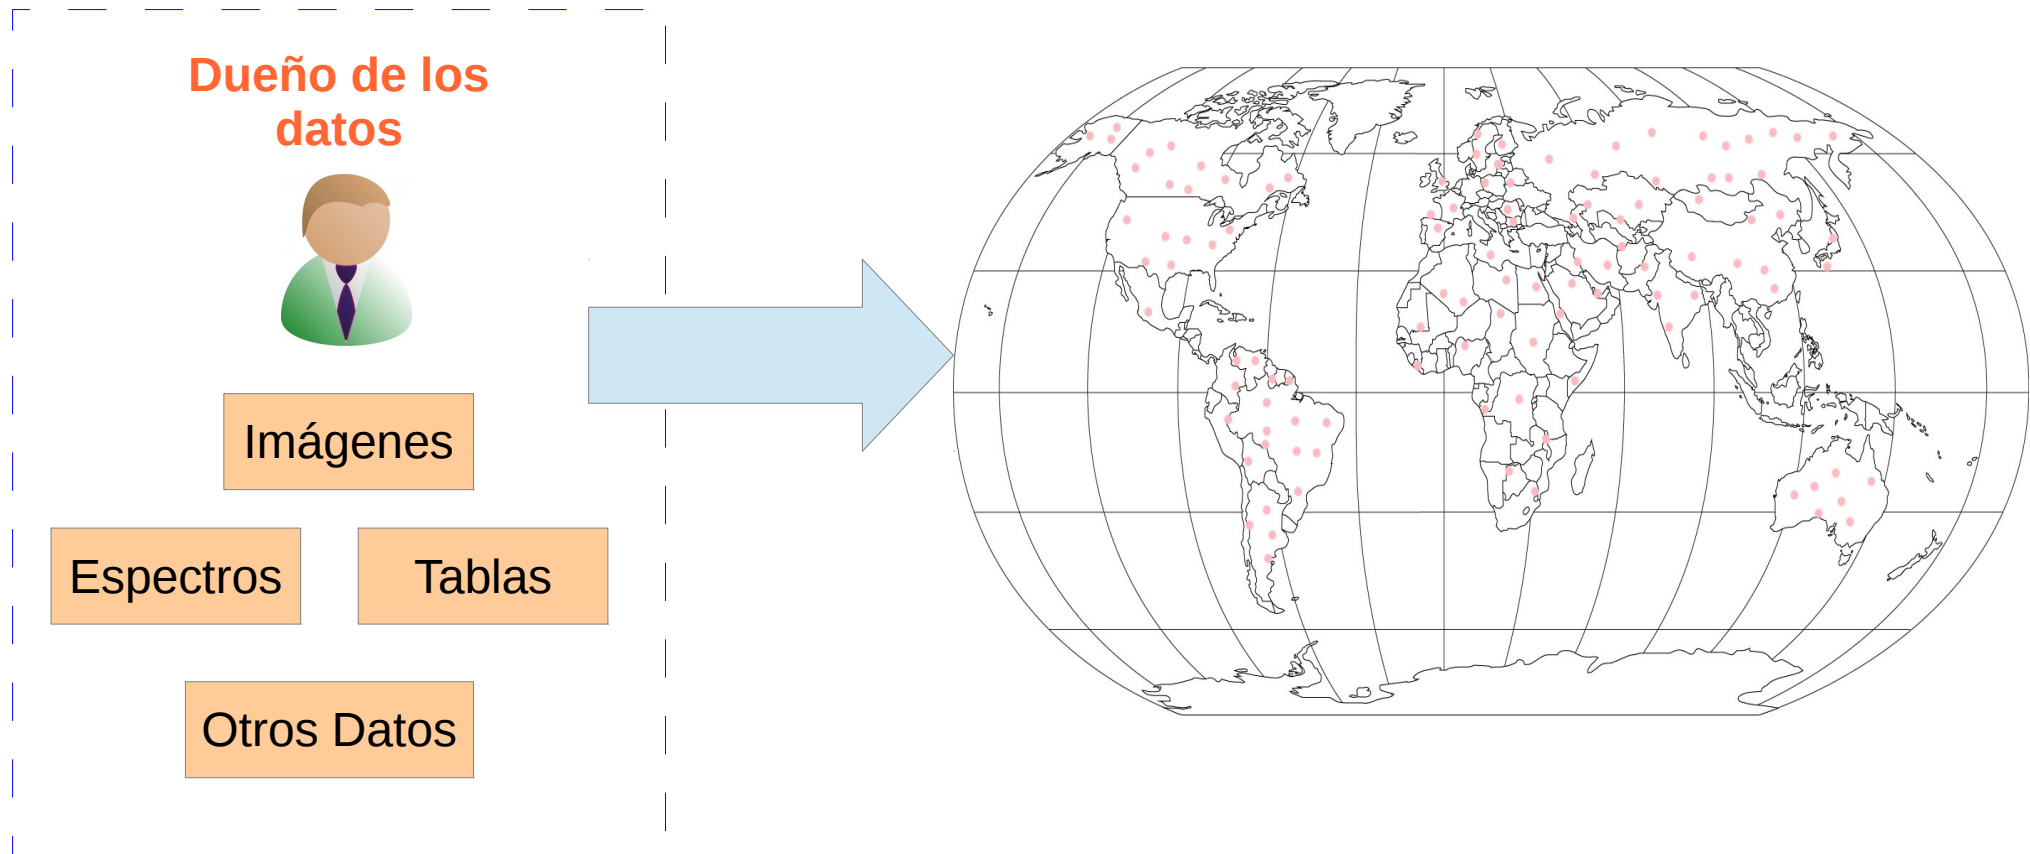 Dueño de los
datos
Imágenes
Espectros
Tablas
Otros Datos